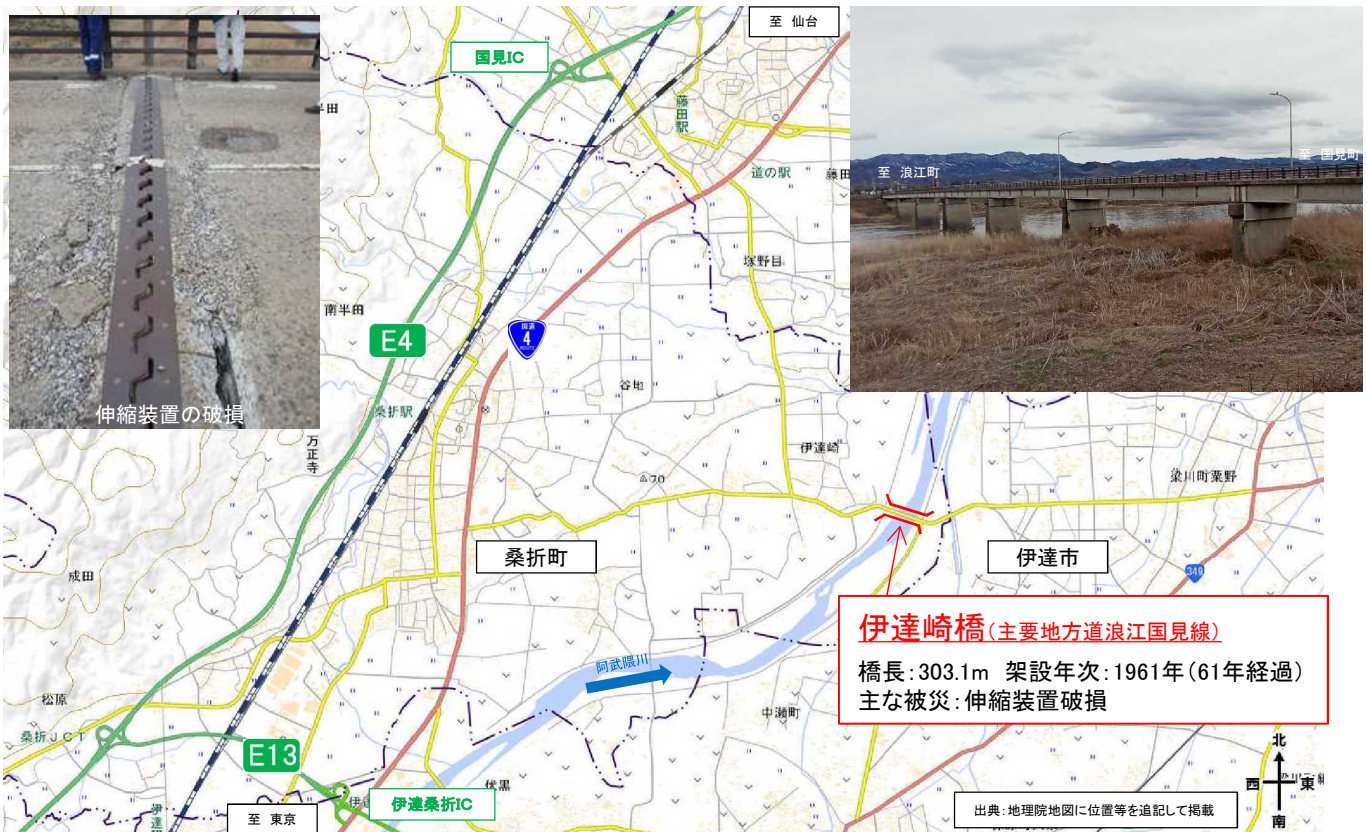 至 仙台
国見IC
藤田駅
半田
道の駅
藤田
至 浪江町
至 国見町
塚野目
南半田
E4
国道
4
ROUTE
谷地
伸縮装置の破損
桑折駅
万正寺
伊達崎
70
梁川町粟野
桑折町
伊達市
成田
349
伊達崎橋(主要地方道浪江国見線)
橋長:303.1m 架設年次:1961年(61年経過)
主な被災:伸縮装置破損
阿武隈川
松原
中瀬町
桑折JCT
E13
伏黒
伊達桑折IC
至 東京
北
西
東
南
出典:地理院地図に位置等を追記して掲載